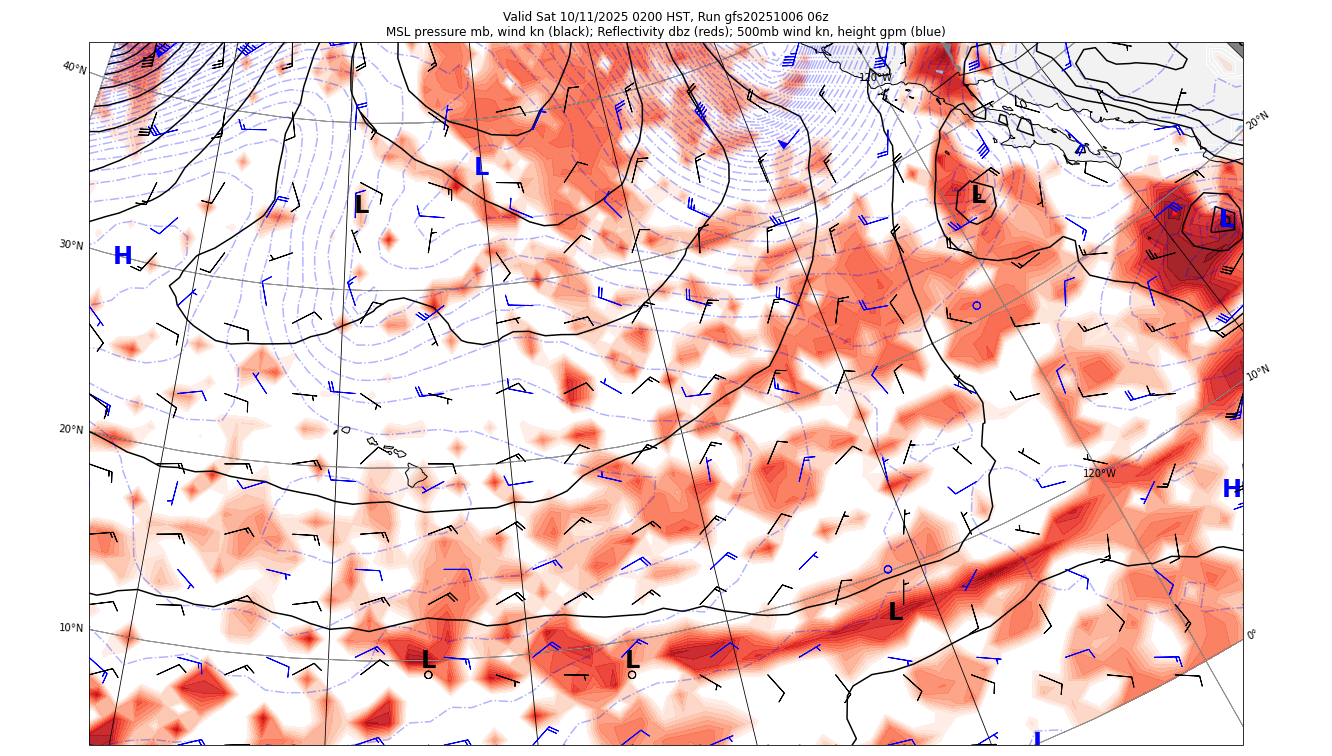 Valid Sat 10/11/2025 0200 HST, Run gfs20251006 06z
MSL pressure mb, wind kn (black); Reflectivity dbz (reds); 500mb wind kn, height gpm (blue)
40°N
120°W
20°N
L
L
L
L
L
30°N
H
10°N
20°N
120°W
H
L
10°N
0°
L
L
L